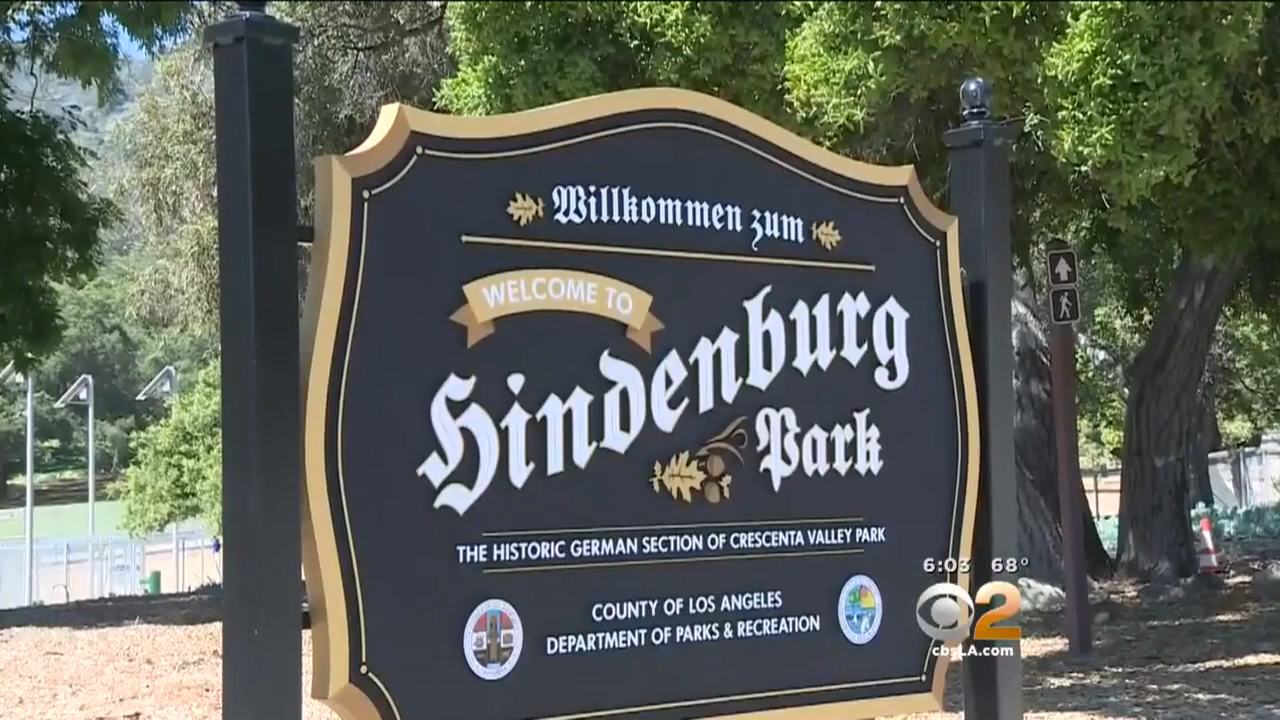 Willkommen zum
WELCOME TO
Hindenburg
Park
THE HISTORIC GERMAN SECTION OF CRESCENTA VALLEY PARK
COUNTY OF LOS ANGELES
DEPARTMENT OF PARKS & RECREATION
6:03 68°
2
cbsLA.com